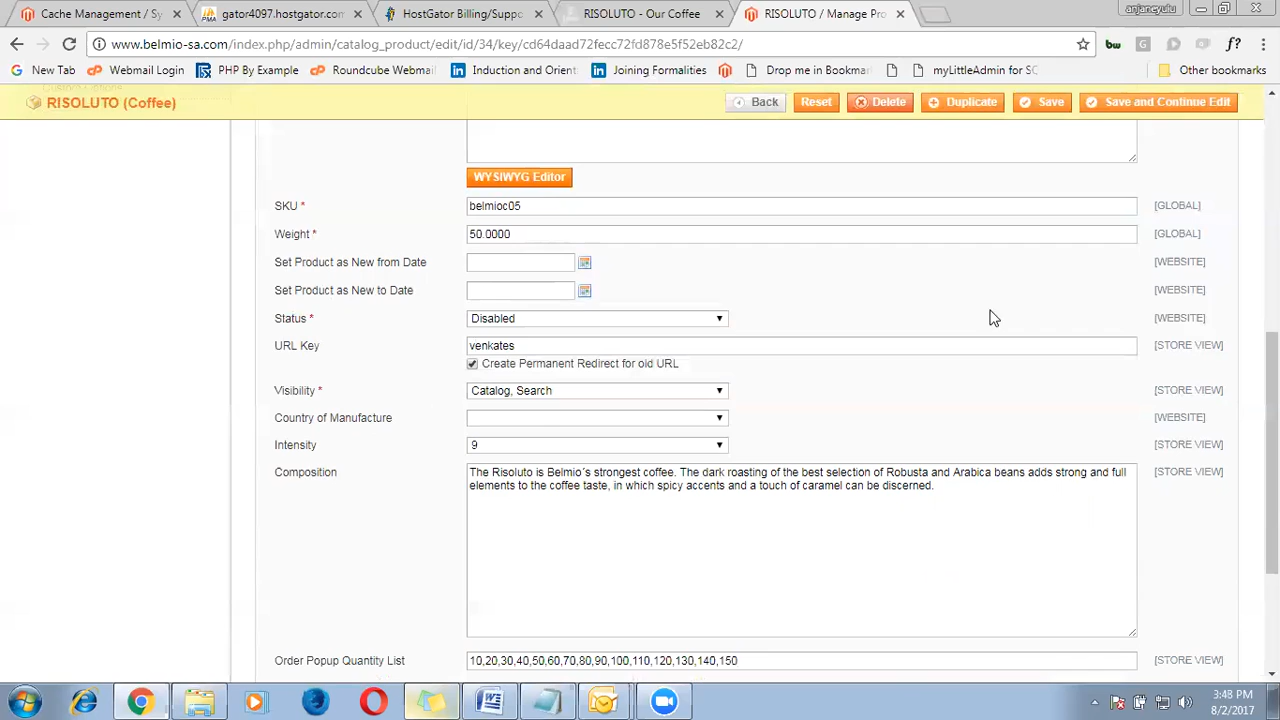 Cache Management / Sy
gator4097.hostgator.com
HostGator Billing/Suppo
RISOLUTO - Our Coffee
RISOLUTO / Manage Pro
anjaneyulu
www.belmio-sa.com/index.php/admin/catalog_product/edit/id/34/key/cd64daad72fecc72fd878e5f52eb82c2/
New Tab
Webmail Login
PHP By Example
Roundcube Webmail
Induction and Orient
Joining Formalities
Drop me in Bookmar
myLittleAdmin for SC
Other bookmarks
RISOLUTO (Coffee)
Back
Reset
Delete
Duplicate
Save
Save and Continue Edit
WYSIWYG Editor
SKU * belmioc05 [GLOBAL]
Weight * 50.0000 [GLOBAL]
Set Product as New from Date [WEBSITE]
Set Product as New to Date [WEBSITE]
Status * Disabled [WEBSITE]
URL Key venkates [STORE VIEW]
Create Permanent Redirect for old URL
Visibility * Catalog, Search [STORE VIEW]
Country of Manufacture [WEBSITE]
Intensity 9 [STORE VIEW]
Composition The Risoluto is Belmio´s strongest coffee. The dark roasting of the best selection of Robusta and Arabica beans adds strong and full [STORE VIEW]
elements to the coffee taste, in which spicy accents and a touch of caramel can be discerned.
Order Popup Quantity List 10,20,30,40,50,60,70,80,90,100,110,120,130,140,150 [STORE VIEW]
3:48 PM
8/2/2017